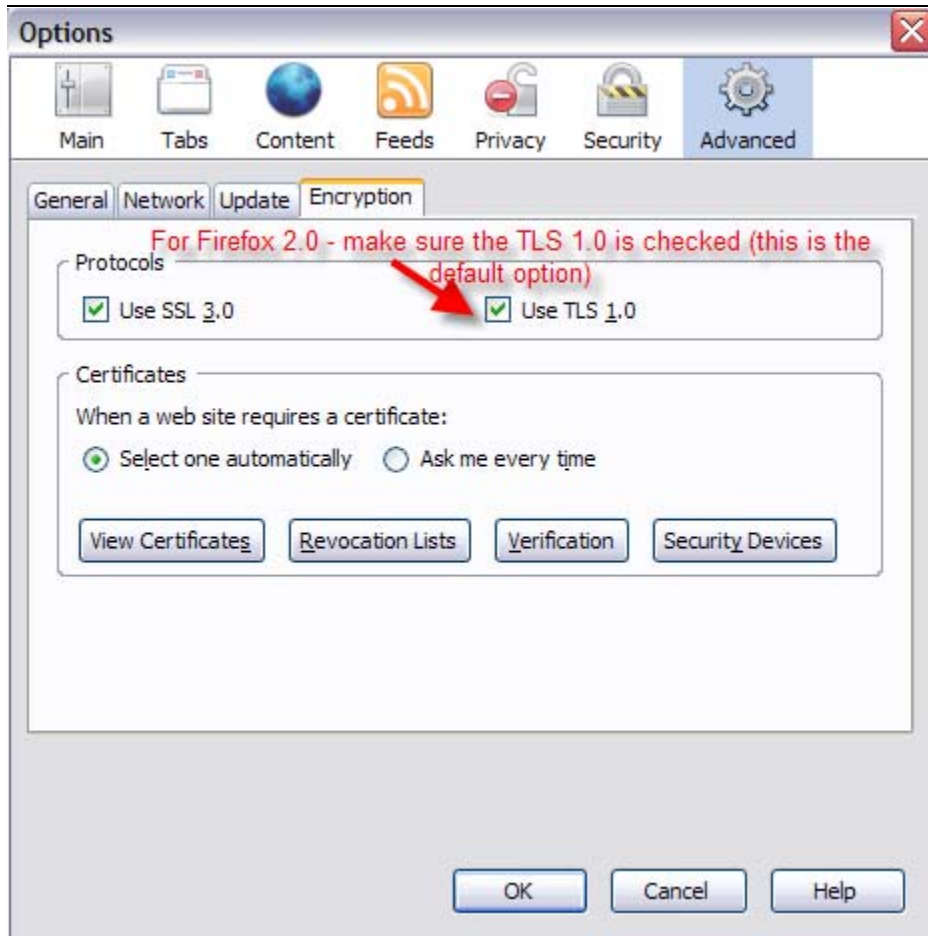 Options
Main Tabs Content Feeds Privacy Security Advanced
General Network Update Encryption
For Firefox 2.0 - make sure the TLS 1.0 is checked (this is the
default option)
Protocols
Use SSL 3.0 Use TLS 1.0
Certificates
When a web site requires a certificate:
Select one automatically Ask me every time
View Certificates Revocation Lists Verification Security Devices
OK Cancel Help